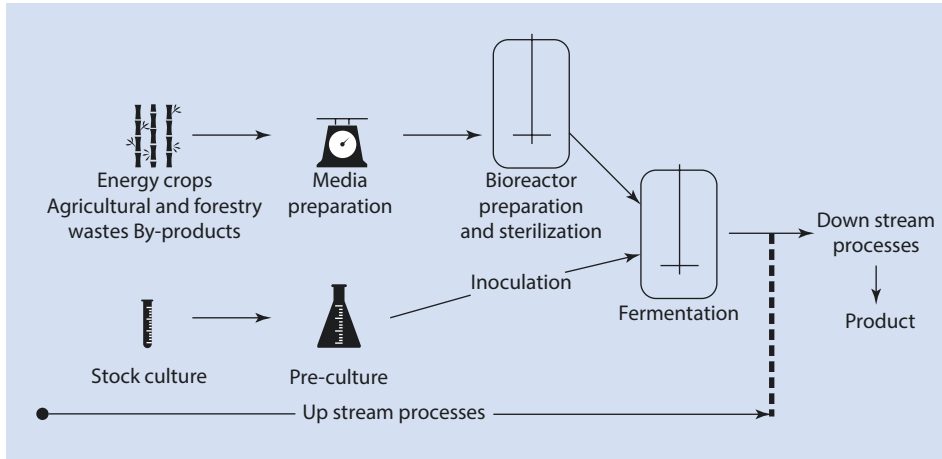 Energy crops
Agricultural and forestry
wastes By-products
Media
preparation
Bioreactor
preparation
and sterilization
Down stream
processes
Inoculation
Fermentation
Product
Stock culture
Pre-culture
Up stream processes